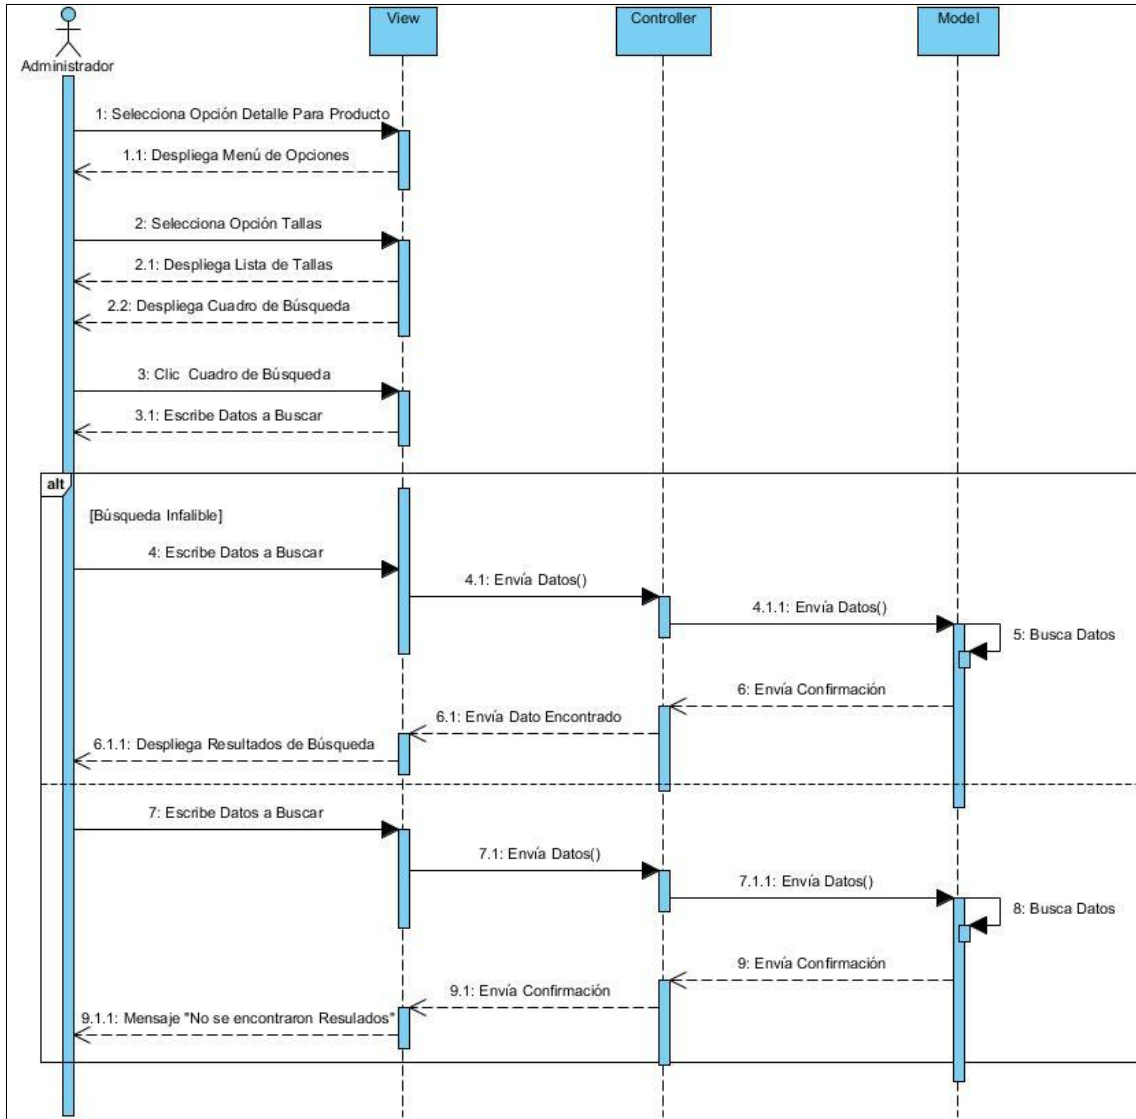 View
Controller
Model
Administrador
1: Selecciona Opción Detalle Para Producto
1.1: Despliega Menú de Opciones
2: Selecciona Opción Tallas
2.1: Despliega Lista de Tallas
2.2: Despliega Cuadro de Búsqueda
3: Clic Cuadro de Búsqueda
3.1: Escribe Datos a Buscar
alt
[Búsqueda Infalible]
4: Escribe Datos a Buscar
4.1: Envía Datos()
4.1.1: Envía Datos()
5: Busca Datos
6: Envía Confirmación
6.1: Envía Dato Encontrado
6.1.1: Despliega Resultados de Búsqueda
7: Escribe Datos a Buscar
7.1: Envía Datos()
7.1.1: Envía Datos()
8: Busca Datos
9: Envía Confirmación
9.1: Envía Confirmación
9.1.1: Mensaje "No se encontraron Resulados"